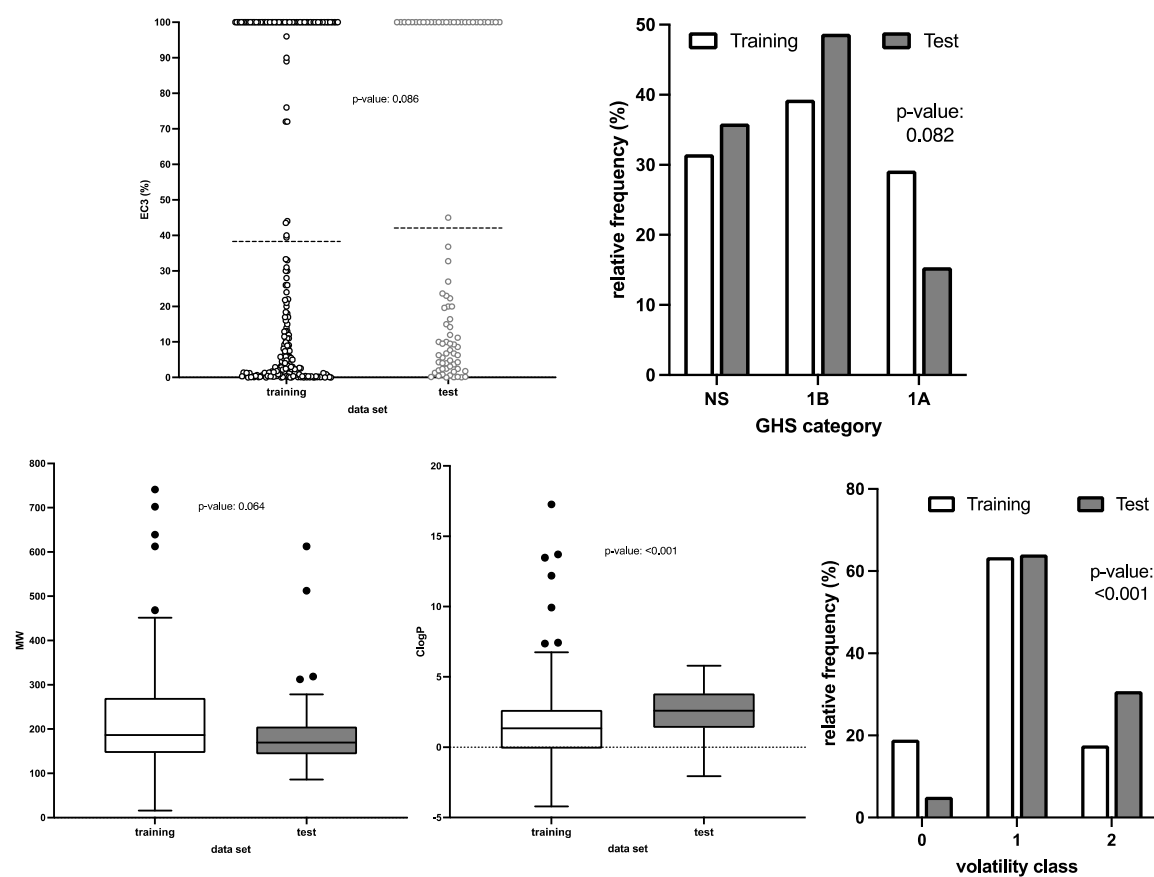 100
90
80
70
60
50
40
30
20
10
0
EC3 (%)
p-value: 0.086
training
test
data set
50
40
30
20
10
0
relative frequency (%)
Training
Test
p-value:
0.082
NS
1B
1A
GHS category
800
700
600
500
400
300
200
100
0
MW
p-value: 0.064
training
test
data set
20
15
10
5
0
-5
ClogP
p-value: <0.001
training
test
data set
80
60
40
20
0
relative frequency (%)
Training
Test
p-value:
<0.001
0
1
2
volatility class